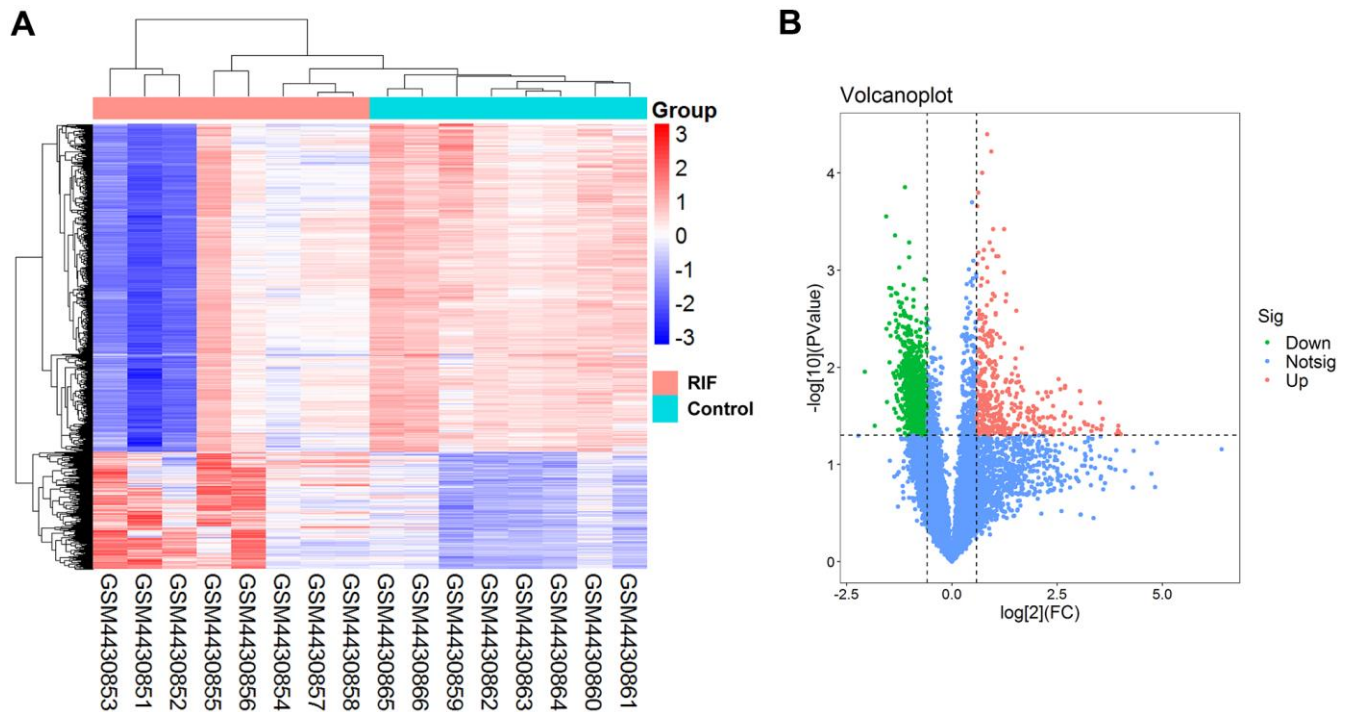 A
Group
3
2
1
0
-1
-2
-3
RIF
Control
GSM4430853
GSM4430851
GSM4430852
GSM4430855
GSM4430856
GSM4430854
GSM4430857
GSM4430858
GSM4430865
GSM4430866
GSM4430859
GSM4430862
GSM4430863
GSM4430864
GSM4430860
GSM4430861
B
Volcanoplot
-log[10](PValue)
4
3
2
1
0
-2.5
0.0
2.5
5.0
log[2](FC)
Sig
Down
Notsig
Up